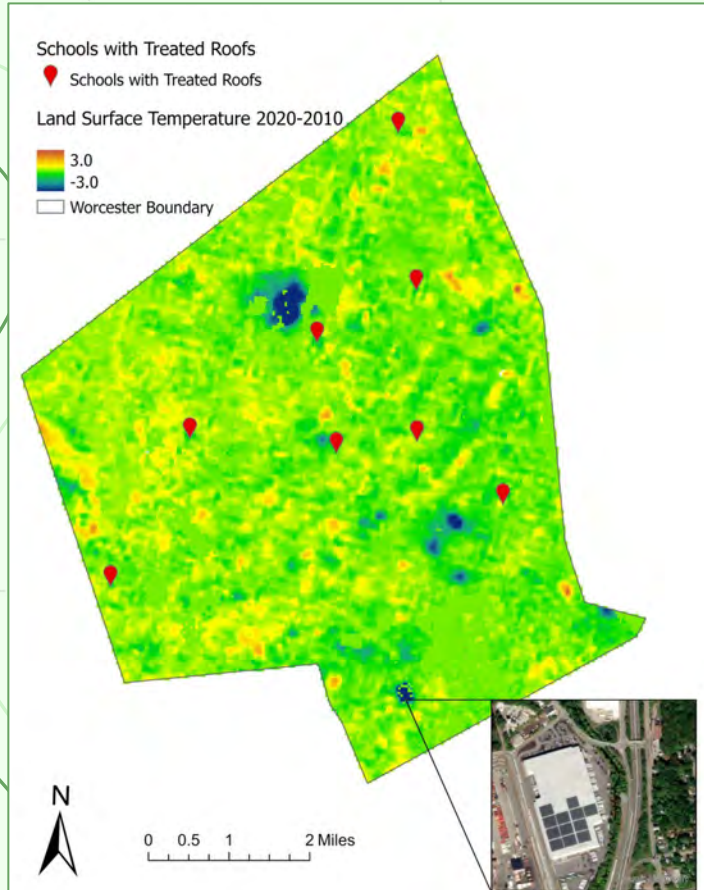 Schools with Treated Roofs
Schools with Treated Roofs
Land Surface Temperature 2020-2010
3.0
-3.0
Worcester Boundary
N
0 0.5 1 2 Miles